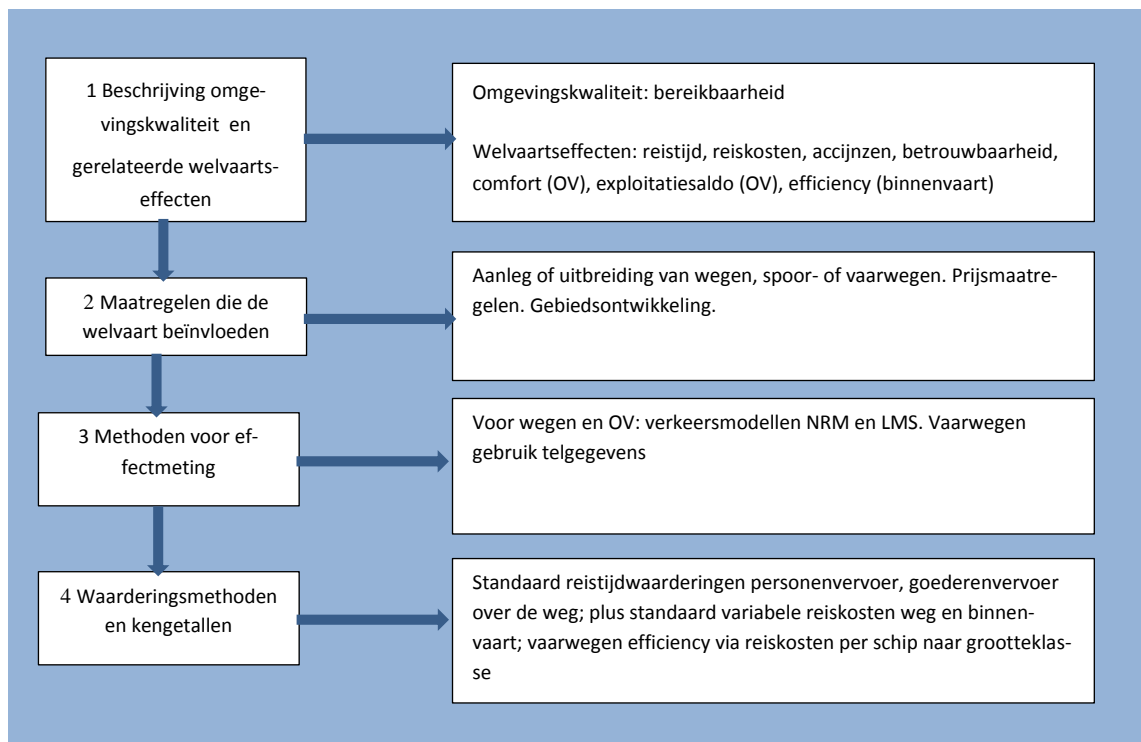 1 Beschrijving omge-
vingskwaliteit en
gerelateerde welvaarts-
effecten
Omgevingskwaliteit: bereikbaarheid
Welvaartseffecten: reistijd, reiskosten, accijnzen, betrouwbaarheid,
comfort (OV), exploitatiesaldo (OV), efficiency (binnenvaart)
2 Maatregelen die de
welvaart beïnvloeden
Aanleg of uitbreiding van wegen, spoor- of vaarwegen. Prijsmaatre-
gelen. Gebiedsontwikkeling.
3 Methoden voor ef-
fectmeting
Voor wegen en OV: verkeersmodellen NRM en LMS. Vaarwegen
gebruik telgegevens
4 Waarderingsmethoden
en kengetallen
Standaard reistijdwaarderingen personenvervoer, goederenvervoer
over de weg; plus standaard variabele reiskosten weg en binnen-
vaart; vaarwegen efficiency via reiskosten per schip naar grootteklas-
se